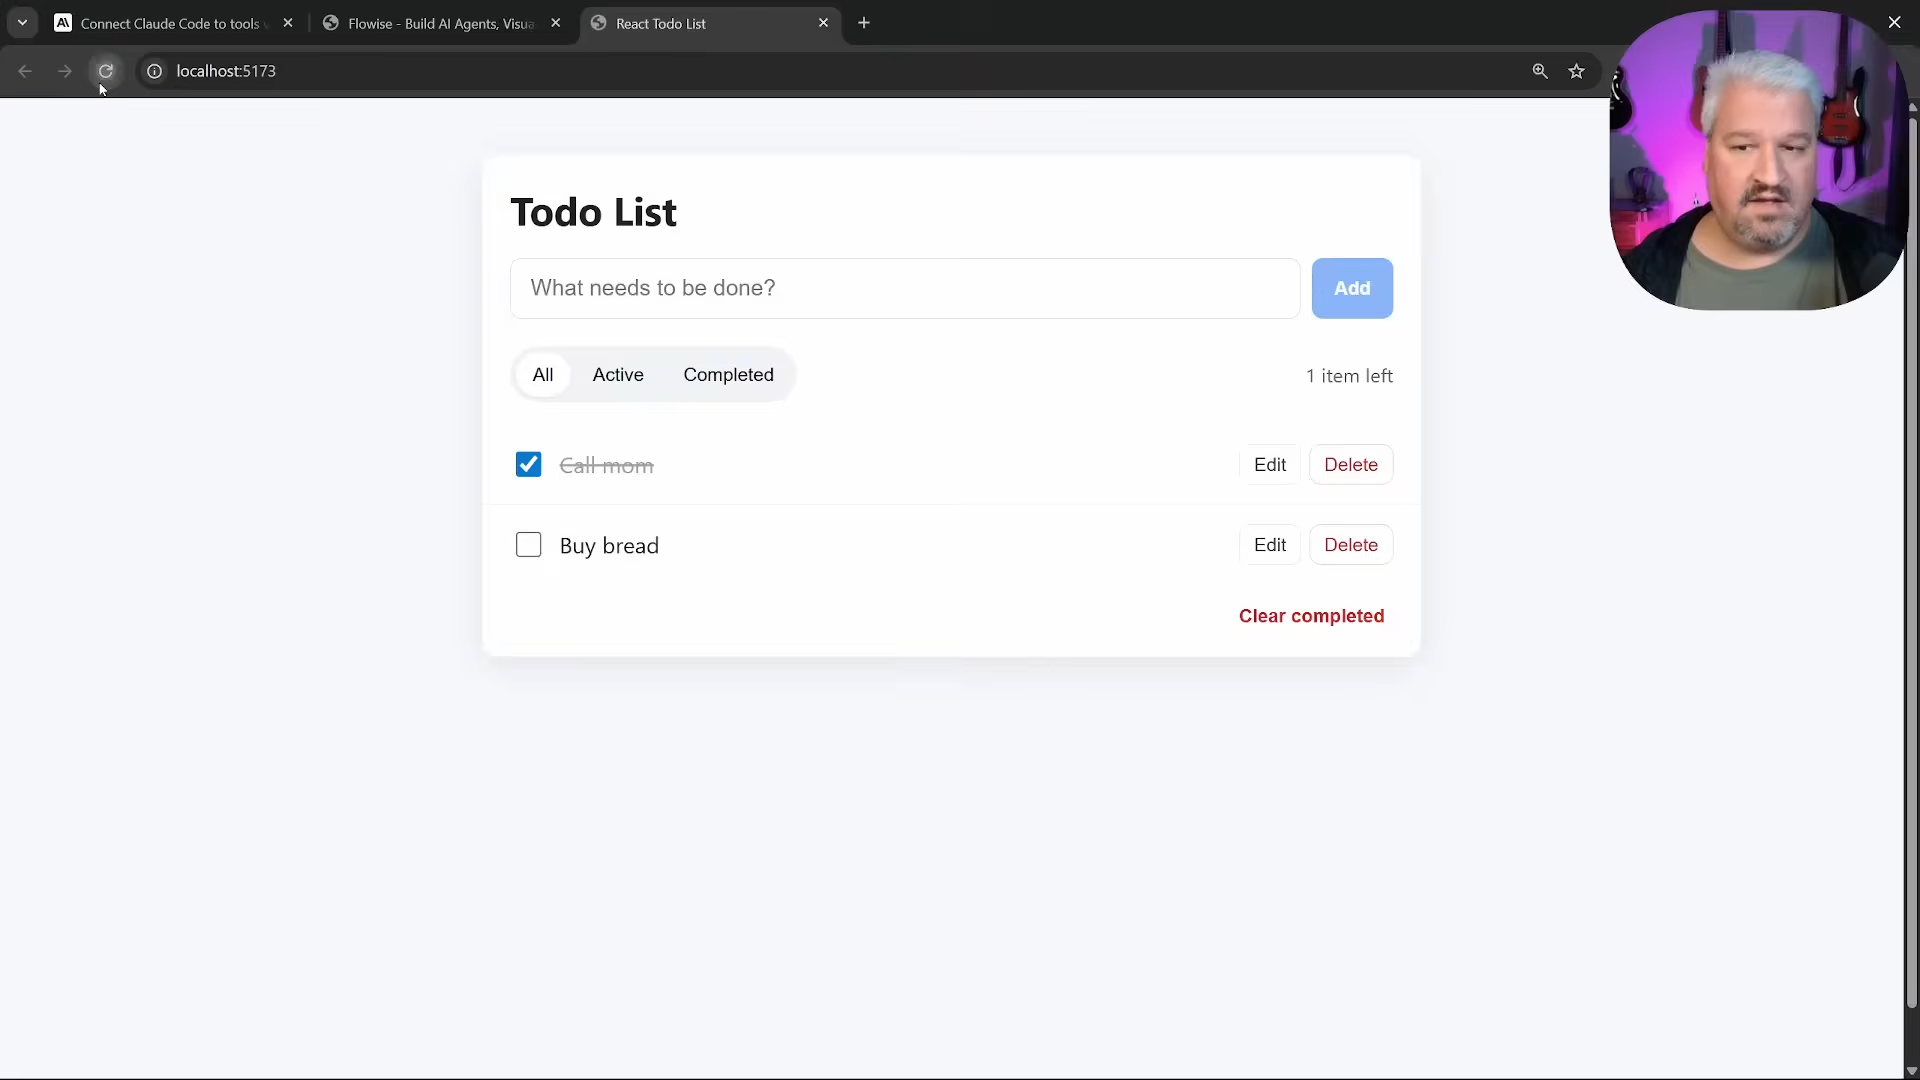 Connect Claude Code to tools
Flowise - Build AI Agents, Visua
React Todo List
localhost:5173
Todo List
What needs to be done?
Add
All
Active
Completed
1 item left
Call mom
Edit
Delete
Buy bread
Edit
Delete
Clear completed